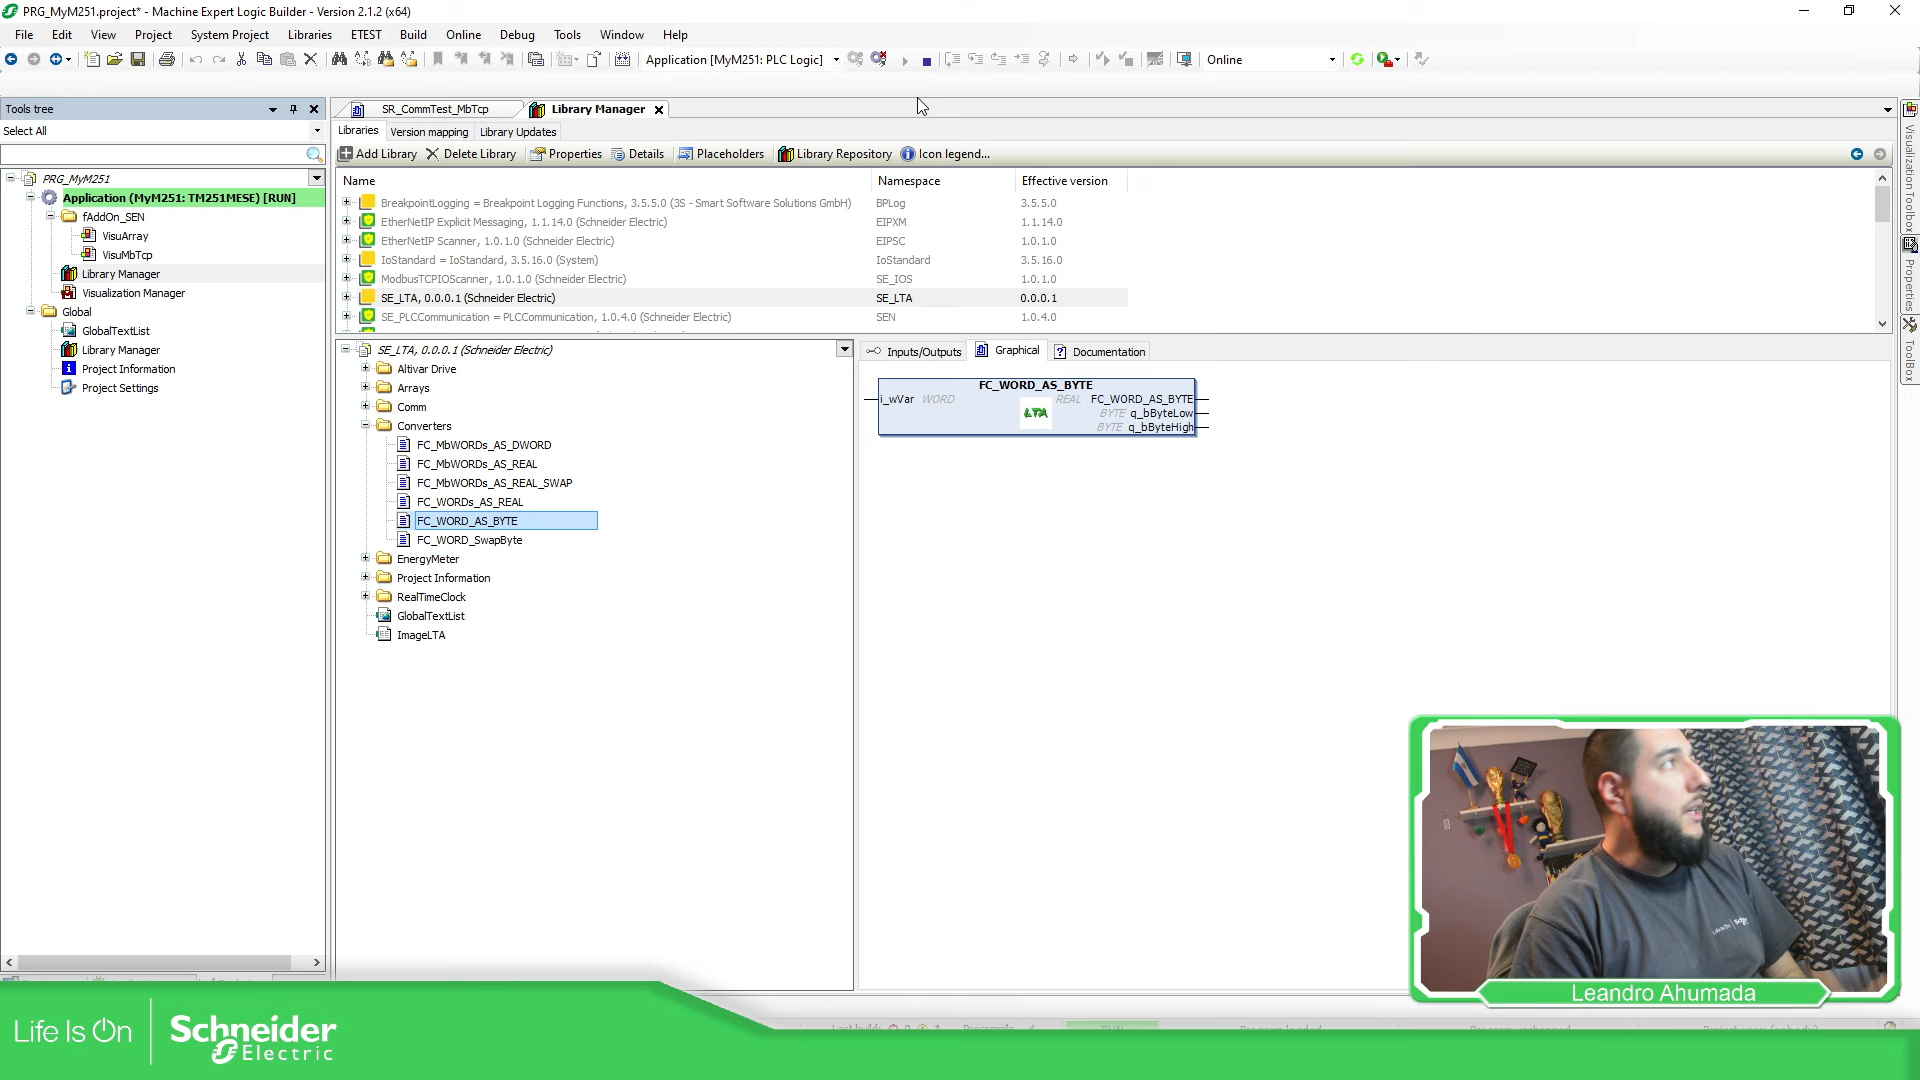 PRG_MyM251.project* - Machine Expert Logic Builder - Version 2.1.2 (x64)
File Edit View Project System Project Libraries ETEST Build Online Debug Tools Window Help
Application [MyM251: PLC Logic] Online
Tools tree
SR_CommTest_MbTcp Library Manager
Select All
Libraries Version mapping Library Updates
Add Library Delete Library Properties Details Placeholders Library Repository Icon legend...
Name Namespace Effective version
BreakpointLogging = Breakpoint Logging Functions, 3.5.5.0 (3S - Smart Software Solutions GmbH) BPLog 3.5.5.0
EtherNetIP Explicit Messaging, 1.1.14.0 (Schneider Electric) EIPXM 1.1.14.0
EtherNetIP Scanner, 1.0.1.0 (Schneider Electric) EIPSC 1.0.1.0
IoStandard = IoStandard, 3.5.16.0 (System) IoStandard 3.5.16.0
ModbusTCPIOScanner, 1.0.1.0 (Schneider Electric) SE_IOS 1.0.1.0
SE_LTA, 0.0.0.1 (Schneider Electric) SE_LTA 0.0.0.1
SE_PLCCommunication = PLCCommunication, 1.0.4.0 (Schneider Electric) SEN 1.0.4.0
PRG_MyM251
Application (MyM251: TM251MESE) [RUN]
fAddOn_SEN
VisuArray
VisuMbTcp
Library Manager
Visualization Manager
Global
GlobalTextList
Library Manager
Project Information
Project Settings
SE_LTA, 0.0.0.1 (Schneider Electric)
Altivar Drive
Arrays
Comm
Converters
FC_MbWORDs_AS_DWORD
FC_MbWORDs_AS_REAL
FC_MbWORDs_AS_REAL_SWAP
FC_WORDs_AS_REAL
FC_WORD_AS_BYTE
FC_WORD_SwapByte
EnergyMeter
Project Information
RealTimeClock
GlobalTextList
ImageLTA
Inputs/Outputs Graphical Documentation
FC_WORD_AS_BYTE
i_wVar WORD REAL FC_WORD_AS_BYTE
LTA
BYTE q_bByteLow
BYTE q_bByteHigh
Visualization Toolbox
Properties
ToolBox
Leandro Ahumada
Life Is On Schneider Electric